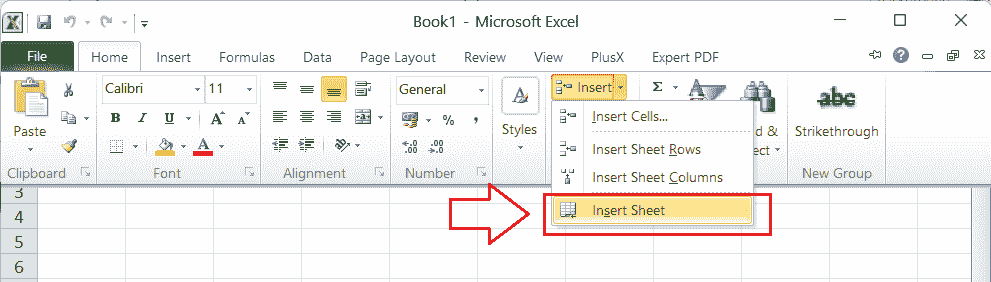 Book1 - Microsoft Excel
File Home Insert Formulas Data Page Layout Review View PlusX Expert PDF
Calibri 11 General Insert Σ
Insert Cells...
B I U A % , A abc
Paste Styles & Strikethrough
Insert Sheet Rows
A .00 .0
Insert Sheet Columns
Clipboard Font Alignment Number New Group
3
Insert Sheet
4
5
6